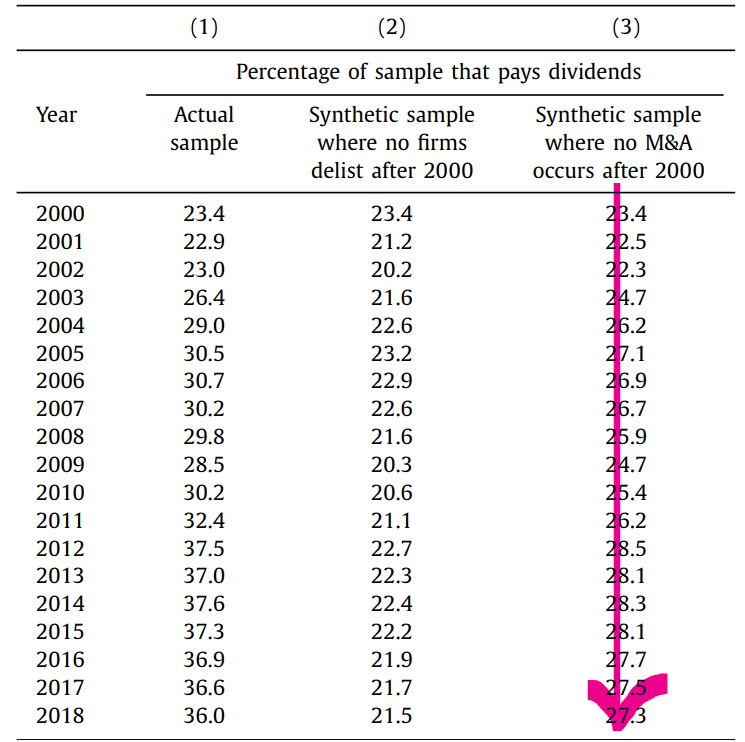 (1) (2) (3)
Percentage of sample that pays dividends
Year Actual Synthetic sample Synthetic sample
sample where no firms where no M&A
delist after 2000 occurs after 2000
2000 23.4 23.4 23.4
2001 22.9 21.2 22.5
2002 23.0 20.2 22.3
2003 26.4 21.6 24.7
2004 29.0 22.6 26.2
2005 30.5 23.2 27.1
2006 30.7 22.9 26.9
2007 30.2 22.6 26.7
2008 29.8 21.6 25.9
2009 28.5 20.3 24.7
2010 30.2 20.6 25.4
2011 32.4 21.1 26.2
2012 37.5 22.7 28.5
2013 37.0 22.3 28.1
2014 37.6 22.4 28.3
2015 37.3 22.2 28.1
2016 36.9 21.9 27.7
2017 36.6 21.7 27.5
2018 36.0 21.5 27.3